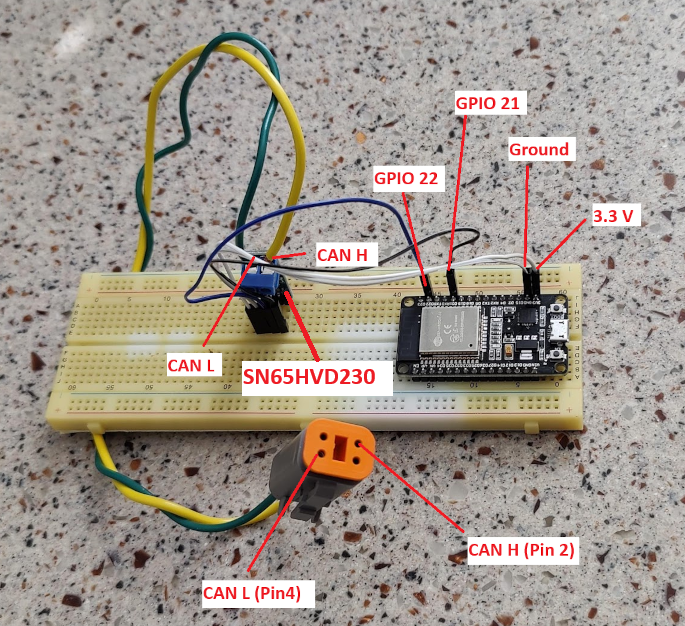 GPIO 21
Ground
GPIO 22
3.3 V
CAN H
CAN L
SN65HVD230
CAN H (Pin 2)
CAN L (Pin4)